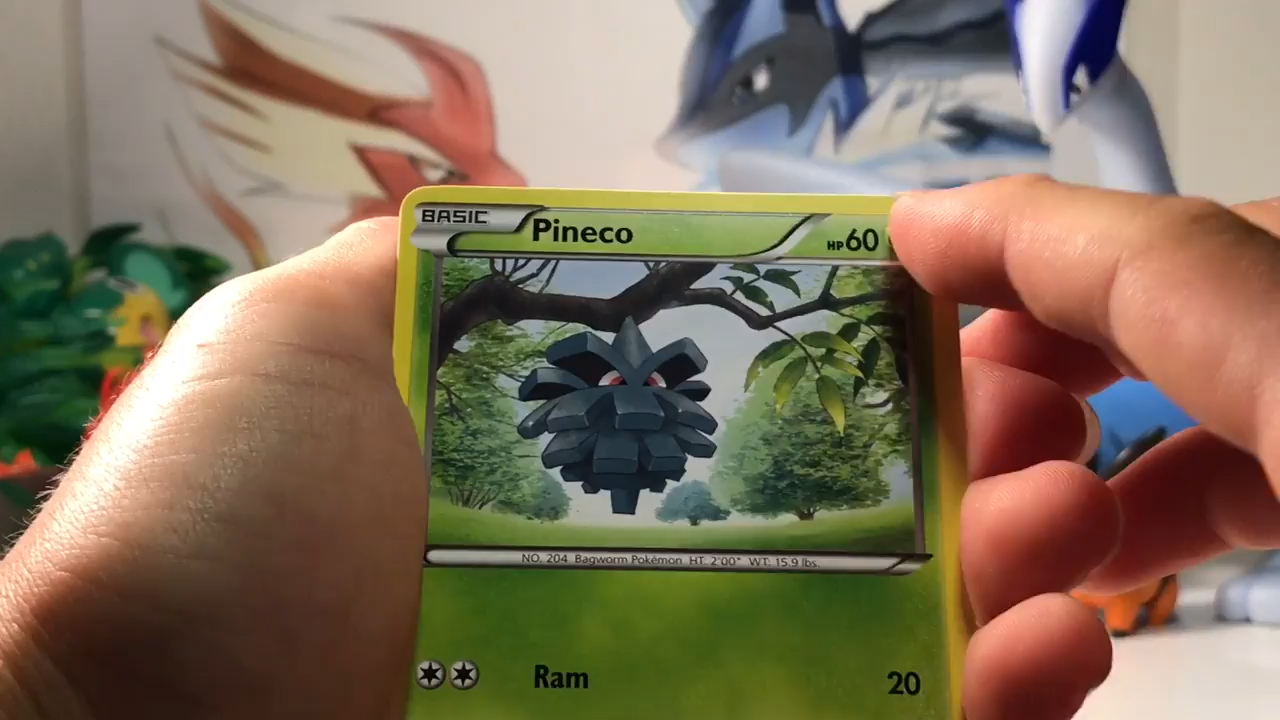 BASIC Pineco HP60
NO. 204 Bagworm Pokémon HT: 2'00" WT: 15.9 lbs.
Ram 20